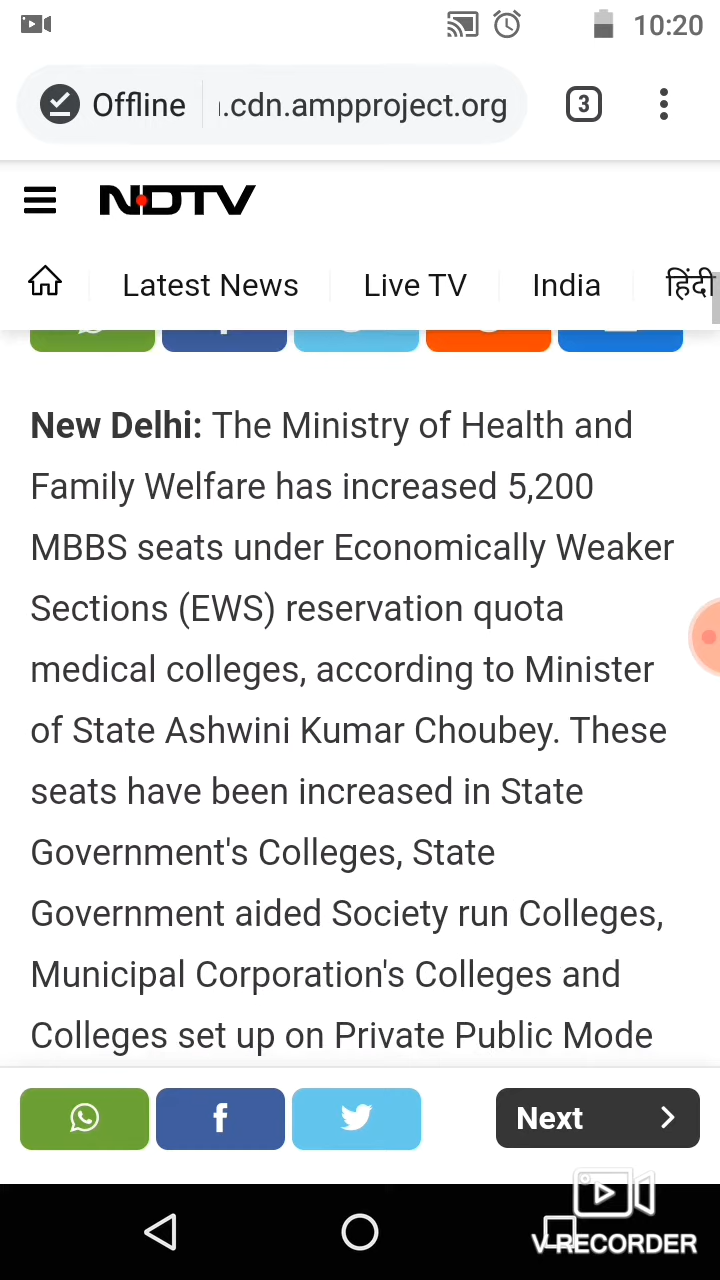 10:20
Offline
.cdn.ampproject.org
3
NDTV
Latest News Live TV India हिंदी
New Delhi: The Ministry of Health and
Family Welfare has increased 5,200
MBBS seats under Economically Weaker
Sections (EWS) reservation quota
medical colleges, according to Minister
of State Ashwini Kumar Choubey. These
seats have been increased in State
Government's Colleges, State
Government aided Society run Colleges,
Municipal Corporation's Colleges and
Colleges set up on Private Public Mode
Next
V RECORDER